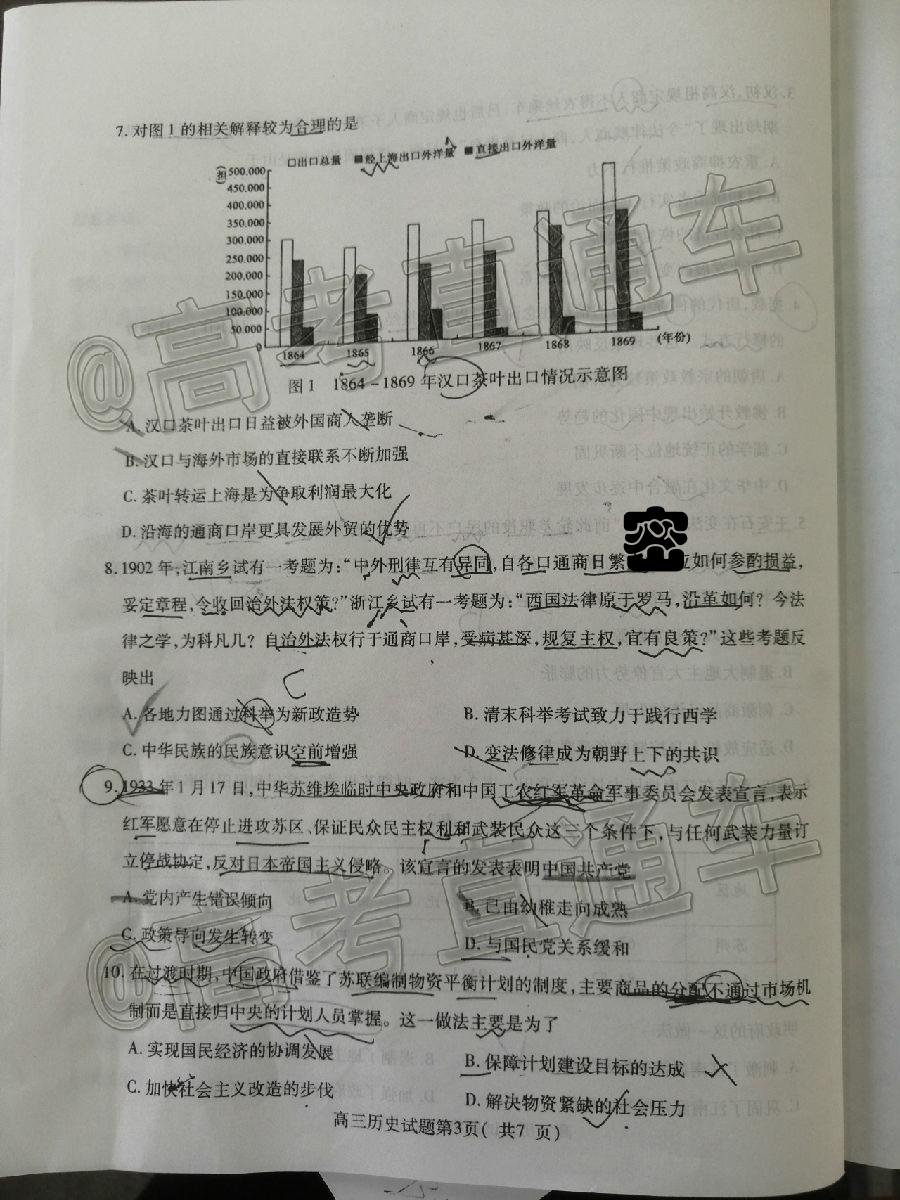 7. 对图1的相关解释较为合理的是
□出口总量 ■经上海出口外洋量 ■直接出口外洋量
(担)
500,000
450,000
400,000
350,000
300,000
250,000
200,000
150,000
100,000
50,000
0
1864 1865 1866 1867 1868 1869 (年份)
图1 1864-1869年汉口茶叶出口情况示意图
A. 汉口茶叶出口日益被外国商人垄断
B. 汉口与海外市场的直接联系不断加强
C. 茶叶转运上海是为争取利润最大化
D. 沿海的通商口岸更具发展外贸的优势
8. 1902年,江南乡试有一考题为:“中外刑律互有异同,自各口通商日繁 应如何参酌损益,
妥定章程,令收回治外法权策?”浙江乡试有一考题为:“西国法律原于罗马,沿革如何?今法
律之学,为科凡几?自治外法权行于通商口岸,受病甚深,规复主权,宜有良策?”这些考题反
映出
C
A. 各地力图通过科举为新政造势 B. 清末科举考试致力于践行西学
C. 中华民族的民族意识空前增强 D. 变法修律成为朝野上下的共识
9. 1933年1月17日,中华苏维埃临时中央政府和中国工农红军革命军事委员会发表宣言,表示
红军愿意在停止进攻苏区、保证民众民主权利和武装民众这三个条件下,与任何武装力量订
立停战协定,反对日本帝国主义侵略。该宣言的发表表明中国共产党
A. 党内产生错误倾向 B. 已由幼稚走向成熟
C. 政策导向发生转变 D. 与国民党关系缓和
10. 在过渡时期,中国政府借鉴了苏联编制物资平衡计划的制度,主要商品的分配不通过市场机
制而是直接归中央的计划人员掌握。这一做法主要是为了
A. 实现国民经济的协调发展 B. 保障计划建设目标的达成
C. 加快社会主义改造的步伐 D. 解决物资紧缺的社会压力
高三历史试题第3页( 共7 页)
@高考直通车
@高考直通车